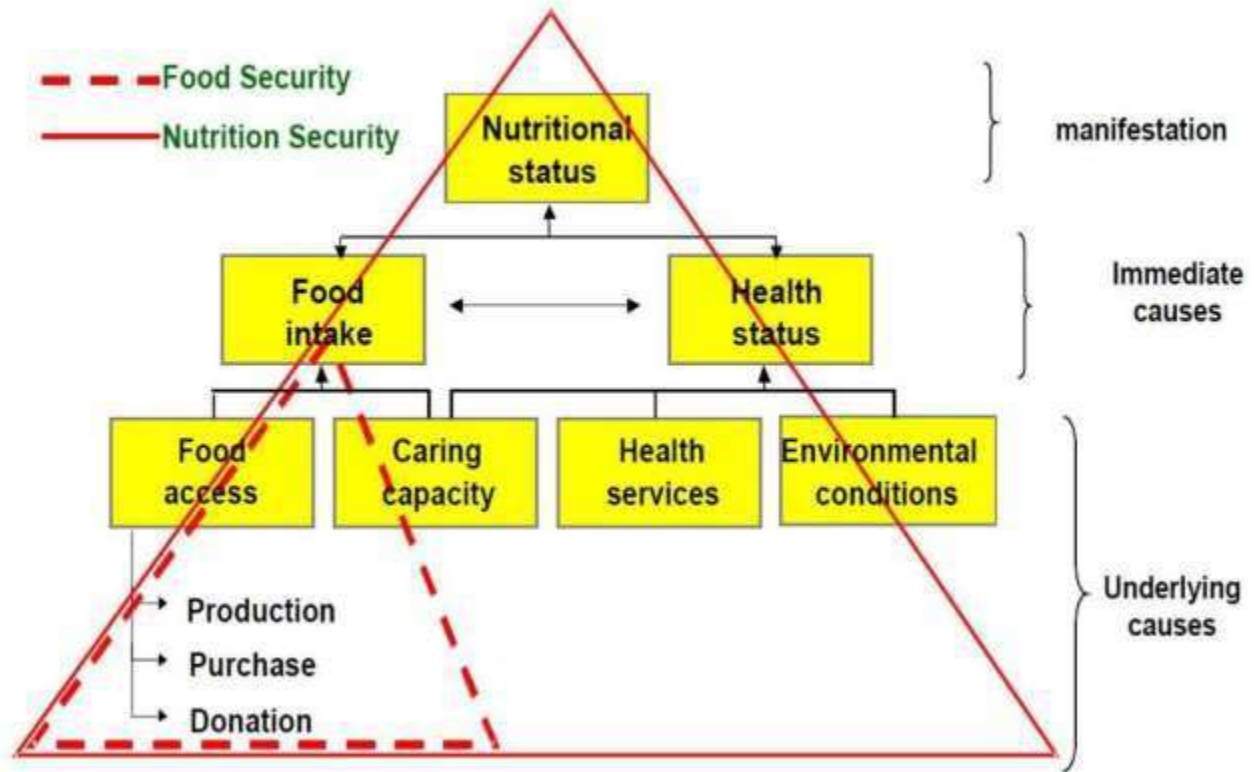 Food Security
Nutrition Security
Nutritional
status
manifestation
Food
intake
Health
status
Immediate
causes
Food
access
Caring
capacity
Health
services
Environmental
conditions
Production
Purchase
Donation
Underlying
causes